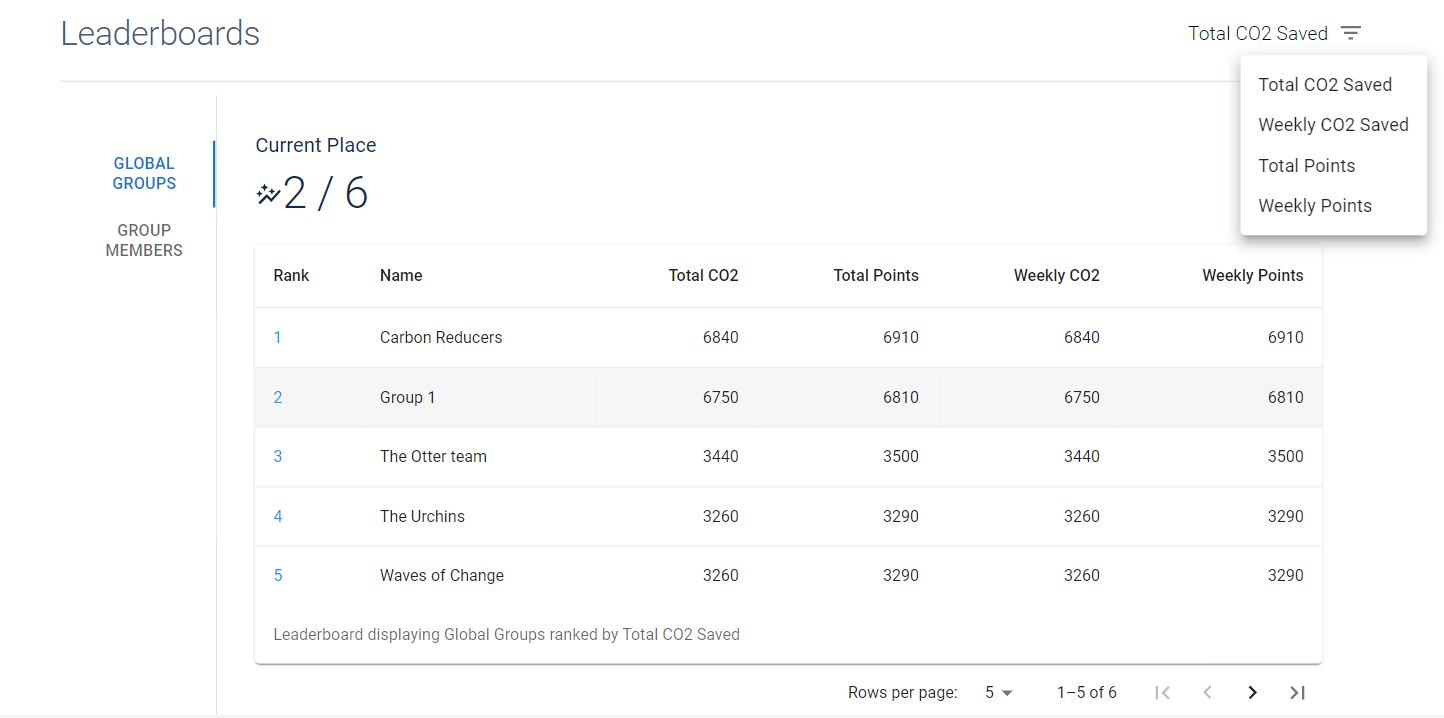 Leaderboards
Total CO2 Saved
Total CO2 Saved
Weekly CO2 Saved
Total Points
Weekly Points
GLOBAL
GROUPS
GROUP
MEMBERS
Current Place
2 / 6
Rank Name Total CO2 Total Points Weekly CO2 Weekly Points
1 Carbon Reducers 6840 6910 6840 6910
2 Group 1 6750 6810 6750 6810
3 The Otter team 3440 3500 3440 3500
4 The Urchins 3260 3290 3260 3290
5 Waves of Change 3260 3290 3260 3290
Leaderboard displaying Global Groups ranked by Total CO2 Saved
Rows per page: 5 1–5 of 6